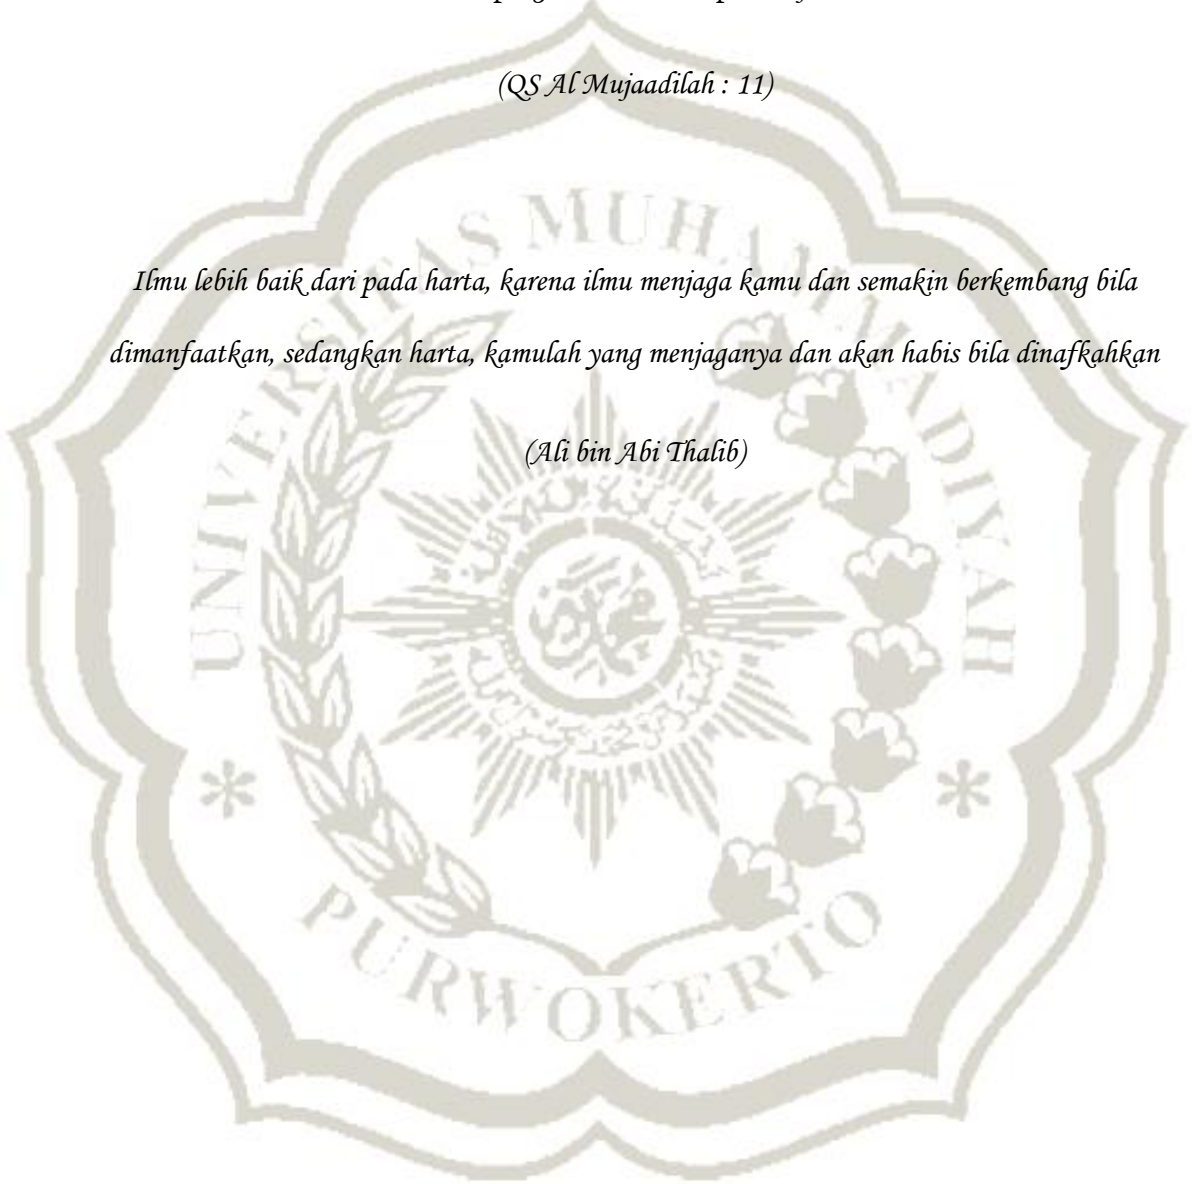 (QS Al Mujaadilah : 11)
Ilmu lebih baik dari pada harta, karena ilmu menjaga kamu dan semakin berkembang bila
dimanfaatkan, sedangkan harta, kamulah yang menjaganya dan akan habis bila dinafkahkan
(Ali bin Abi Thalib)
UNIVERSITAS MUHAMMADIYAH
PURWOKERTO